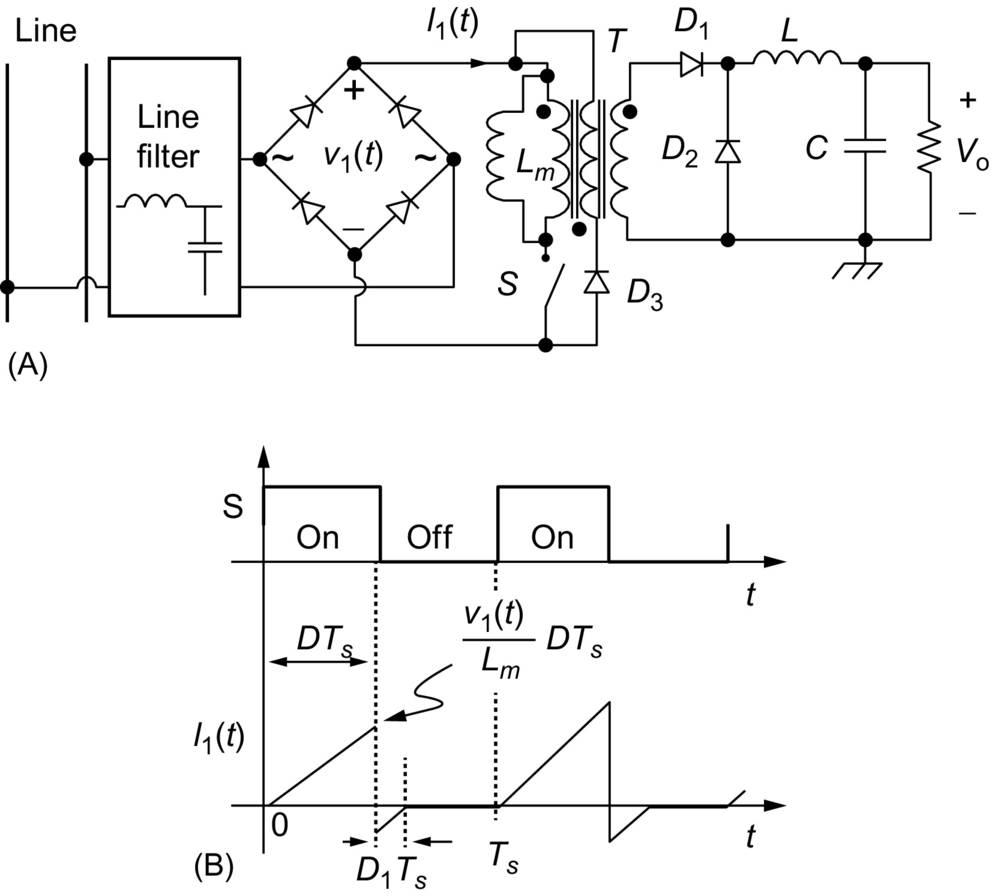 Line
I₁(t)
T
D₁
L
Line
filter
+
~
v₁(t)
~
−
Lₘ
D₂
C
+
Vₒ
−
S
D₃
(A)
S
On
Off
On
t
DTₛ
v₁(t)
Lₘ
DTₛ
I₁(t)
0
t
D₁Tₛ
Tₛ
(B)